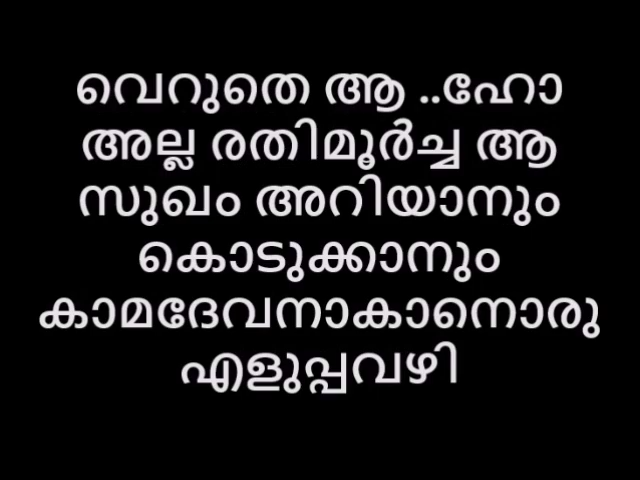 വെറുതെ ആ ..ഹോ
അല്ല രതിമൂർച്ച ആ
സുഖം അറിയാനും
കൊടുക്കാനും
കാമദേവനാകാനൊരു
എളുപ്പവഴി